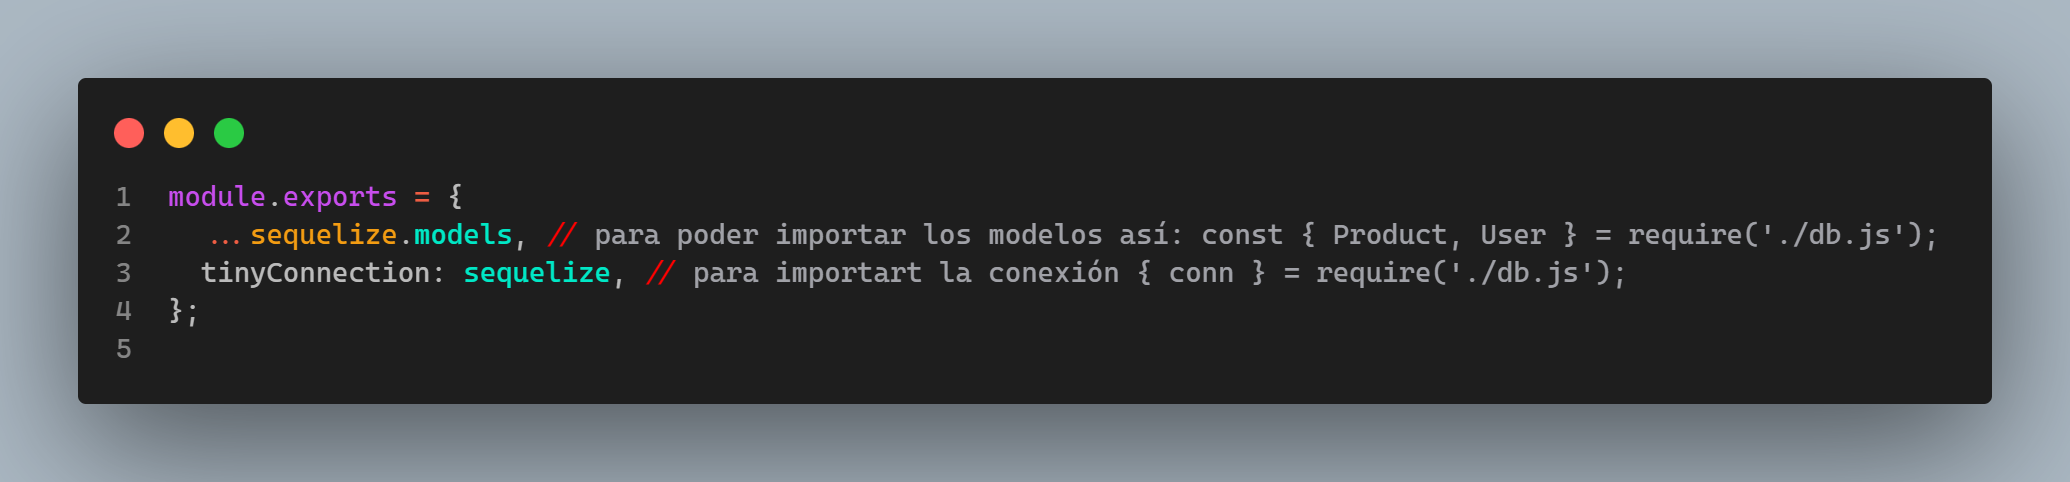 1 module.exports = {
2 ...sequelize.models, // para poder importar los modelos así: const { Product, User } = require('./db.js');
3 tinyConnection: sequelize, // para importart la conexión { conn } = require('./db.js');
4 };
5